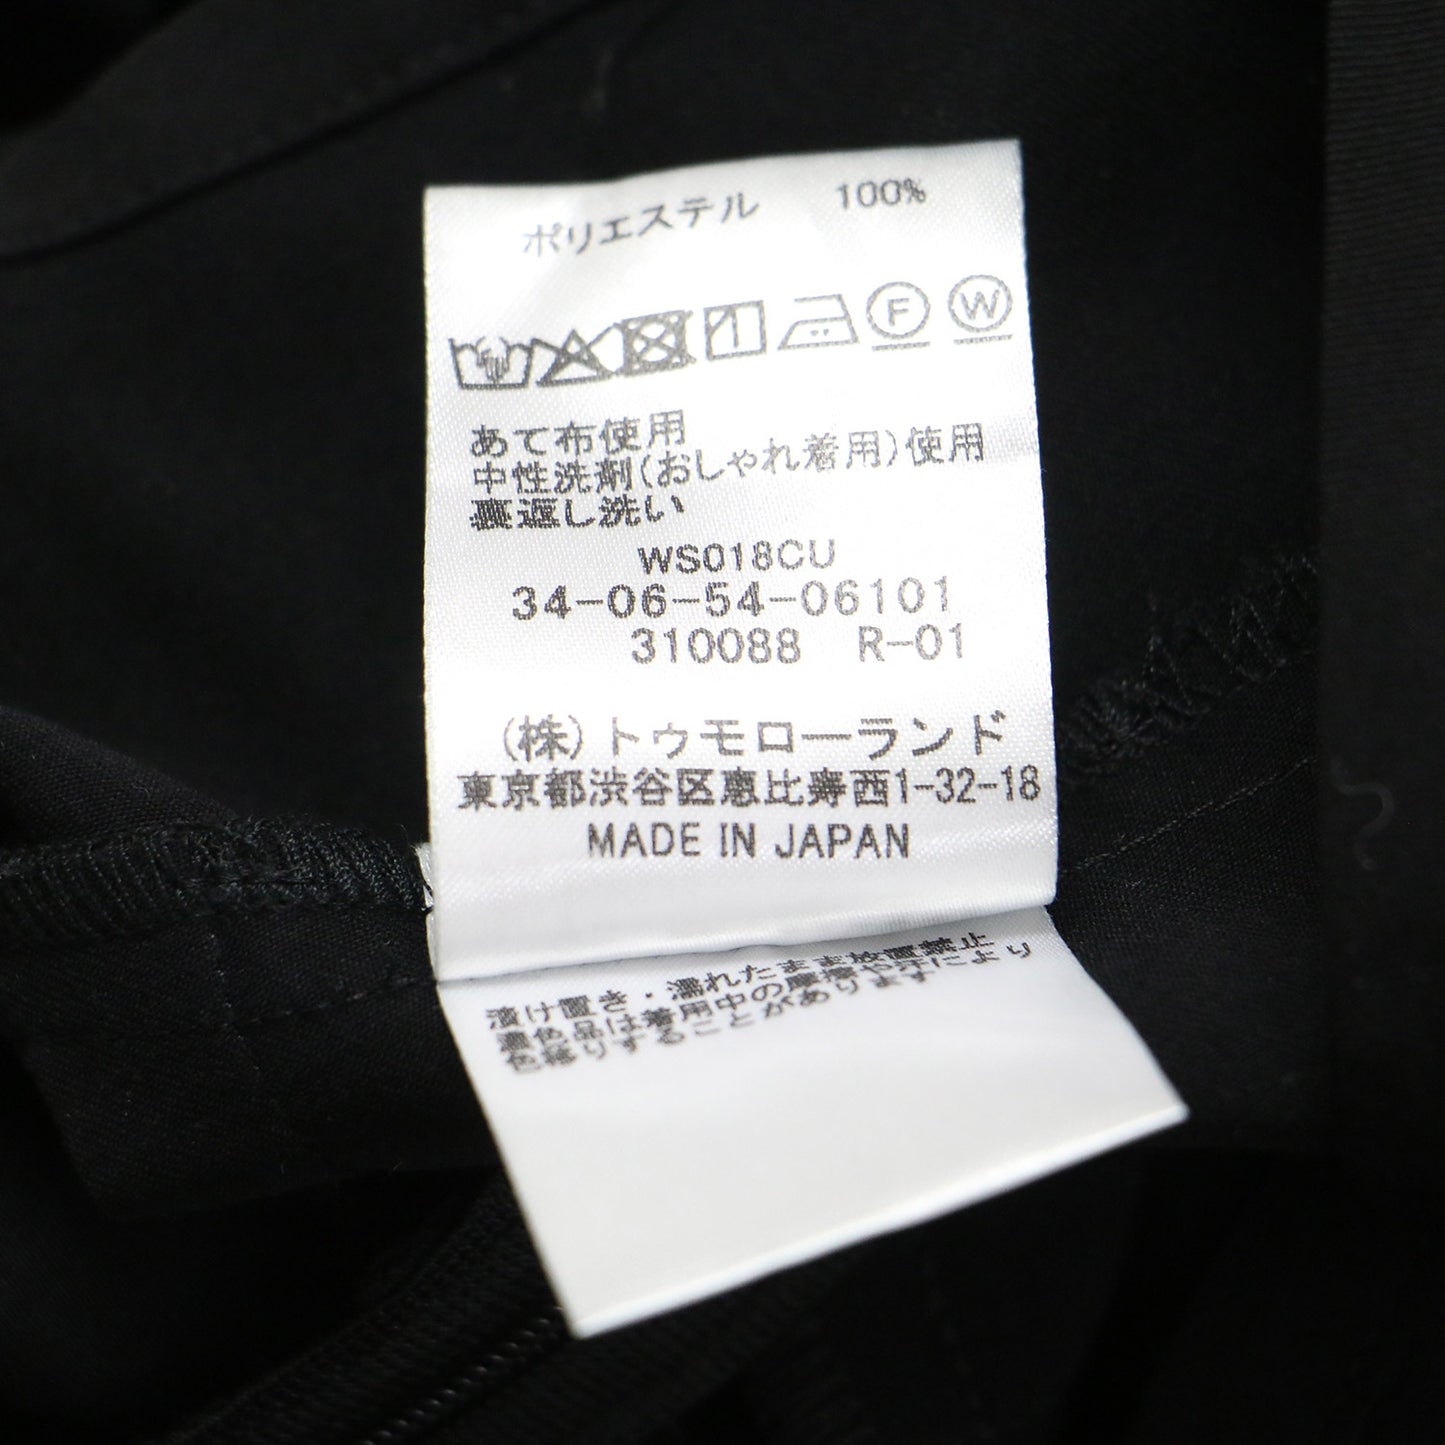 ポリエステル 100%
F W
あて布使用
中性洗剤(おしゃれ着用)使用
裏返し洗い
WS018CU
34-06-54-06101
310088 R-01
(株)トゥモローランド
東京都渋谷区恵比寿西1-32-18
MADE IN JAPAN
漬け置き・濡れたまま放置禁止
濃色品は着用中の摩擦や汗により
色移りすることがあります